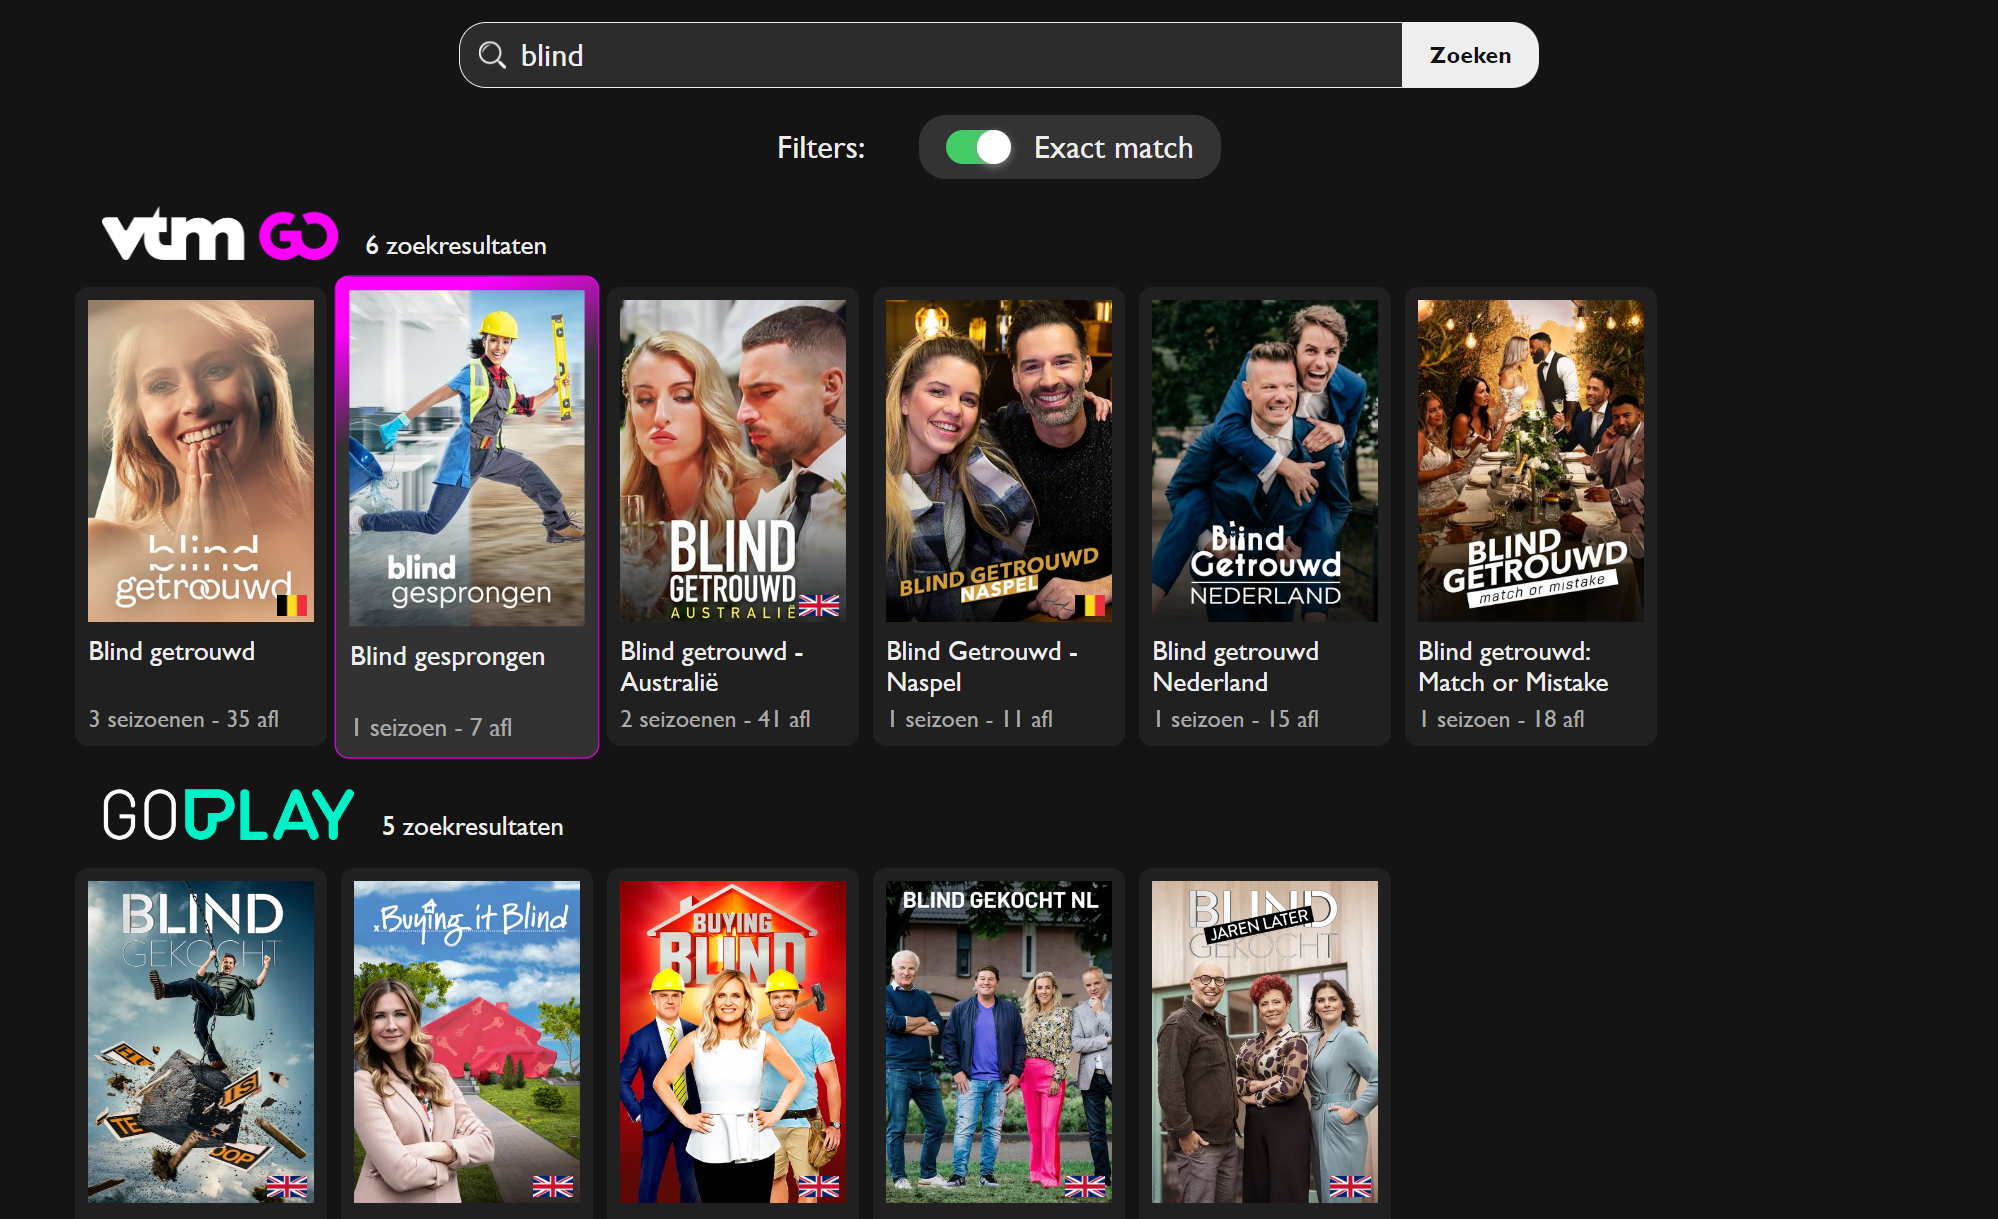 blind
Zoeken
Filters:
Exact match
vtm GO
6 zoekresultaten
blind
getrouwd
Blind getrouwd
3 seizoenen - 35 afl
blind
gesprongen
Blind gesprongen
1 seizoen - 7 afl
BLIND
GETROUWD
AUSTRALIË
Blind getrouwd -
Australië
2 seizoenen - 41 afl
BLIND GETROUWD
NASPEL
Blind Getrouwd -
Naspel
1 seizoen - 11 afl
Blind
Getrouwd
NEDERLAND
Blind getrouwd
Nederland
1 seizoen - 15 afl
BLIND
GETROUWD
match or mistake
Blind getrouwd:
Match or Mistake
1 seizoen - 18 afl
GOPLAY
5 zoekresultaten
BLIND
GEKOCHT
TE
IS
OOP
Buying it Blind
BUYING
BLIND
BLIND GEKOCHT NL
BLIND
JAREN LATER
GEKOCHT